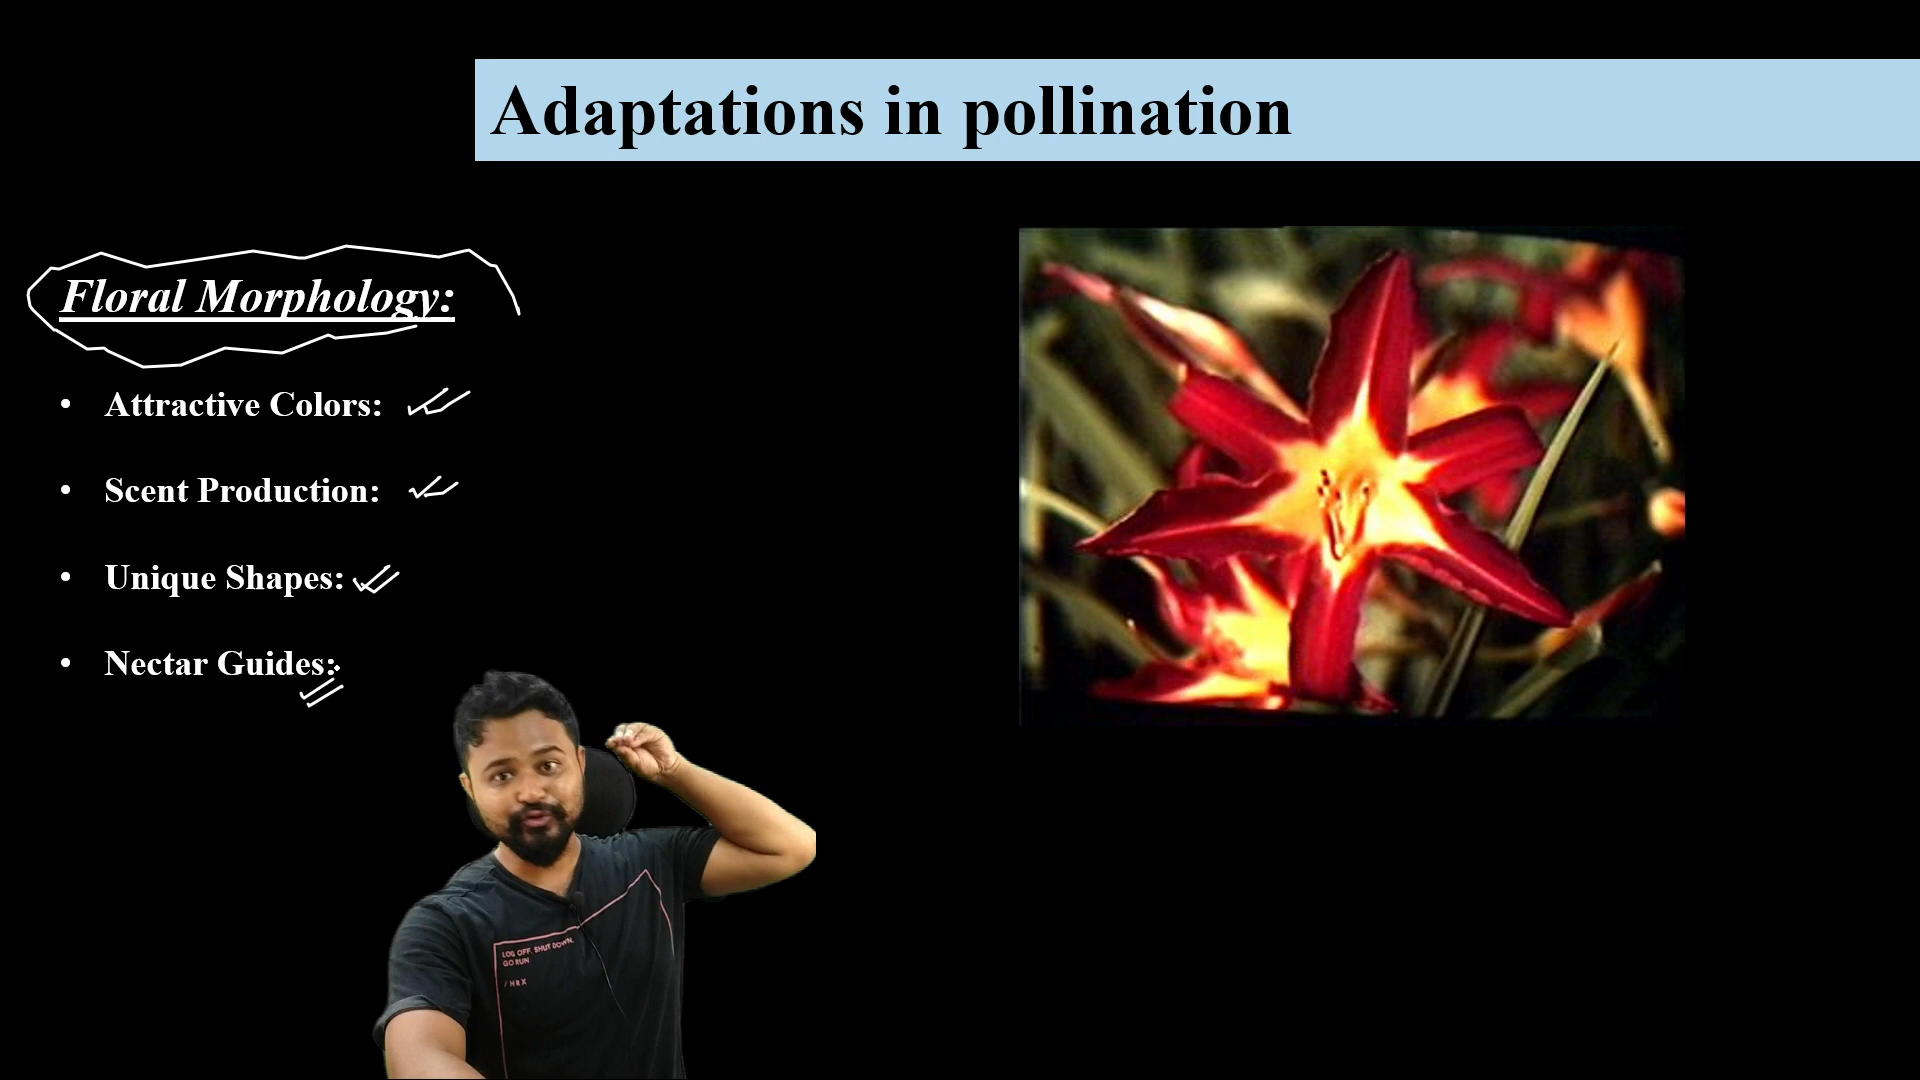 Adaptations in pollination
Floral Morphology:
• Attractive Colors:
• Scent Production:
• Unique Shapes:
• Nectar Guides:
LOG OFF. SHUT DOWN.
GO RUN
/ HRX